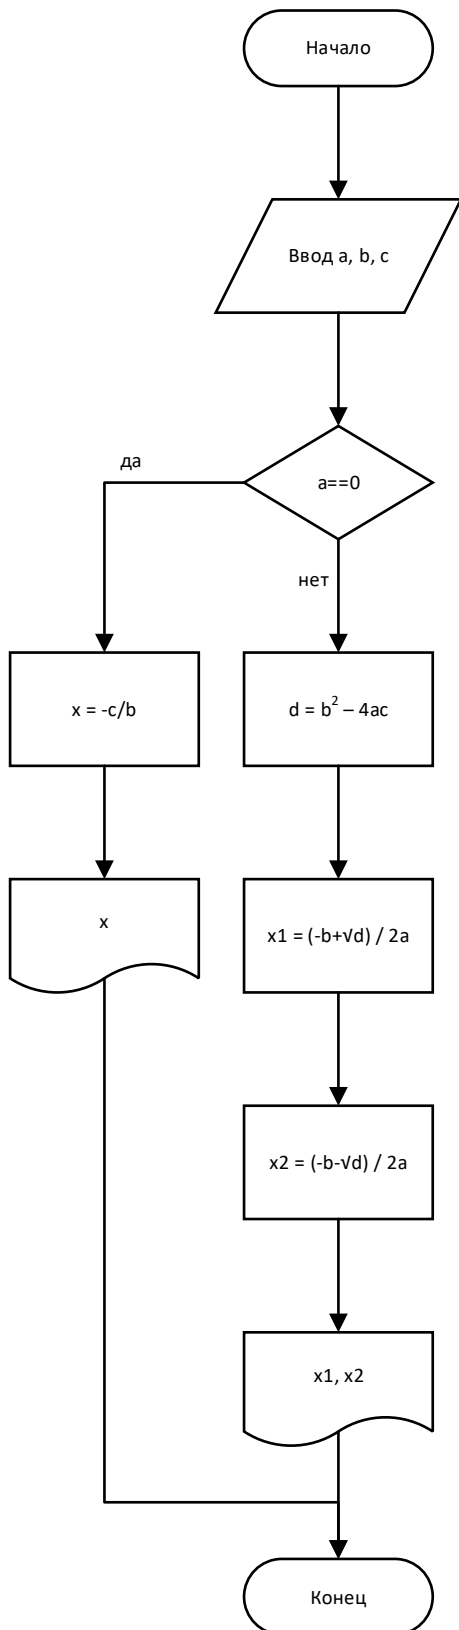 Начало
Ввод a, b, c
a==0
да
нет
x = -c/b
d = b² – 4ac
x
x1 = (-b+√d) / 2a
x2 = (-b-√d) / 2a
x1, x2
Конец